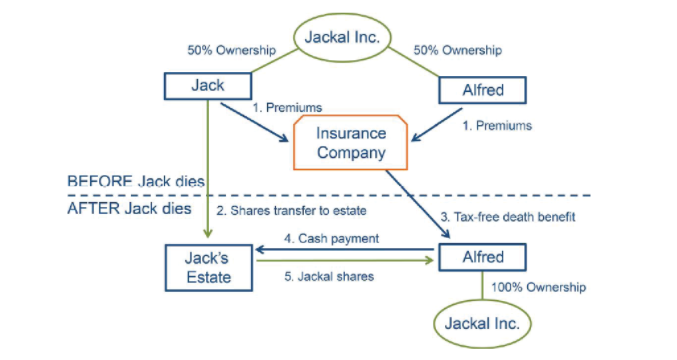 Jackal Inc.
50% Ownership
50% Ownership
Jack
Alfred
1. Premiums
1. Premiums
Insurance
Company
BEFORE Jack dies
AFTER Jack dies
2. Shares transfer to estate
3. Tax-free death benefit
4. Cash payment
Jack's
Estate
Alfred
5. Jackal shares
100% Ownership
Jackal Inc.